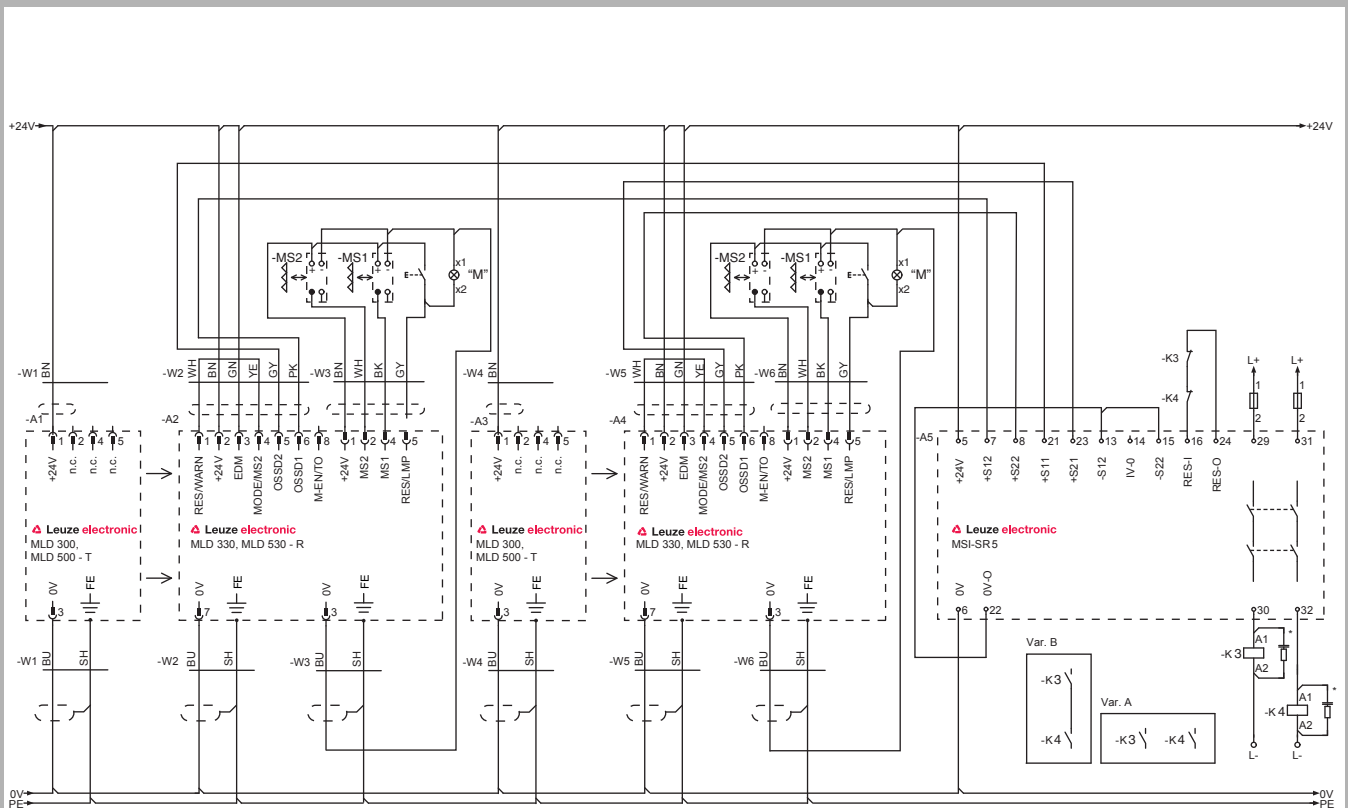 +24V +24V
-MS2 -MS1 x1 "M" x2
+ - + -
E
-MS2 -MS1 x1 "M" x2
+ - + -
E
-K3 L+ L+
-K4 1 2 1 2
-W1 BN
-W2 WH BN GN YE GY PK
-W3 BN WH BK GY
-W4 BN
-W5 WH BN GN YE GY PK
-W6 BN WH BK GY
-A1 -A2 -A3 -A4 -A5
1 2 4 5
+24V n.c. n.c. n.c.
1 2 3 4 5 6 8 1 2 4 5
RES/WARN +24V EDM MODE/MS2 OSSD2 OSSD1 M-EN/TO +24V MS2 MS1 RES/LMP
1 2 4 5
+24V n.c. n.c. n.c.
1 2 3 4 5 6 8 1 2 4 5
RES/WARN +24V EDM MODE/MS2 OSSD2 OSSD1 M-EN/TO +24V MS2 MS1 RES/LMP
5 7 8 21 23 13 14 15 16 24 29 31
+24V +S12 +S22 +S11 +S21 -S12 IV-0 -S22 RES-I RES-O
Leuze electronic
MLD 300,
MLD 500 - T
Leuze electronic
MLD 330, MLD 530 - R
Leuze electronic
MLD 300,
MLD 500 - T
Leuze electronic
MLD 330, MLD 530 - R
Leuze electronic
MSI-SR5
0V FE 0V FE 0V 0V FE 0V FE 0V 0V 0V-O
3 7 3 3 7 3 6 22 30 32
-W1 BU SH
-W2 BU SH
-W3 BU SH
-W4 BU SH
-W5 BU SH
-W6 BU SH
Var. B
-K3
-K4
Var. A
-K3 -K4
A1 *
-K3
A2
A1 *
-K4
A2
L- L-
0V 0V
PE PE